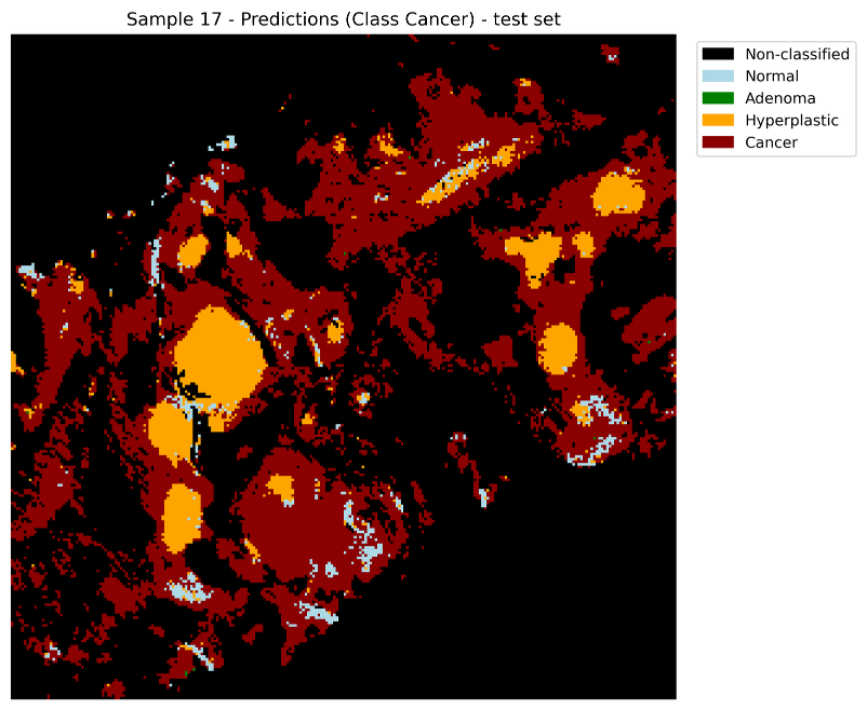 Sample 17 - Predictions (Class Cancer) - test set
Non-classified
Normal
Adenoma
Hyperplastic
Cancer